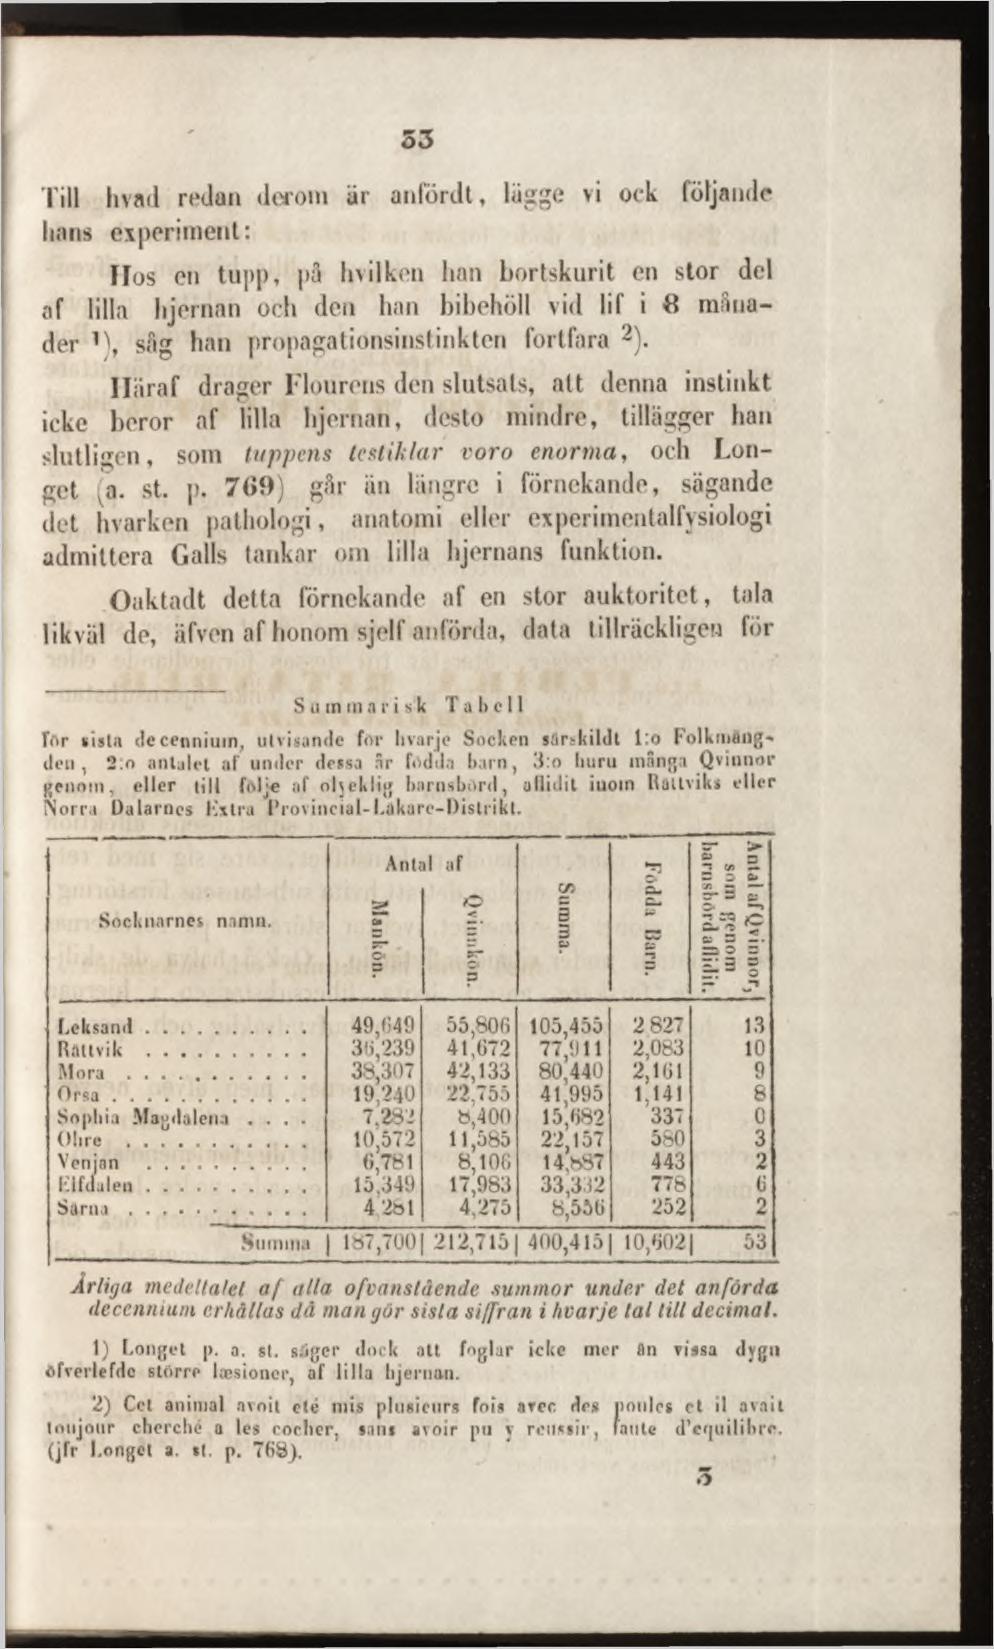 33
Till hvad redan derom är anfördt, lägge vi ock följande
hans experiment:
Hos en tupp, på hvilken han bortskurit en stor del
af lilla hjernan och den han bibehöll vid lif i 8 måna-
der ¹), såg han propagationsinstinkten fortfara ²).
Häraf drager Flourens den slutsats, att denna instinkt
icke beror af lilla hjernan, desto mindre, tillägger han
slutligen, som tuppens testiklar voro enorma, och Lon-
get (a. st. p. 769) går än längre i förnekande, sägande
det hvarken pathologi, anatomi eller experimentalfysiologi
admittera Galls tankar om lilla hjernans funktion.
Oaktadt detta förnekande af en stor auktoritet, tala
likväl de, äfven af honom sjelf anförda, data tillräckligen för
Summarisk Tabell
för sista decennium, utvisande för hvarje Socken särskildt 1:o Folkmäng-
den, 2:o antalet af under dessa år födda barn, 3:o huru många Qvinnor
genom, eller till följe af olyeklig barnsbörd, aflidit inom Rättviks eller
Norra Dalarnes Extra Provincial-Läkare-Distrikt.
Socknarnes namn. Antal af Mankön. Qvinnkön. Summa. Födda Barn. Antal af Qvinnor, som genom barnsbörd aflidit.
Leksand . . . . . . . . . . 49,649 55,806 105,455 2 827 13
Rättvik . . . . . . . . . . 36,239 41,672 77,911 2,083 10
Mora . . . . . . . . . . . 38,307 42,133 80,440 2,161 9
Orsa . . . . . . . . . . . . 19,240 22,755 41,995 1,141 8
Sophia Magdalena . . . . 7,282 8,400 15,682 337 0
Ohre . . . . . . . . . . . 10,572 11,585 22,157 580 3
Venjan . . . . . . . . . . 6,781 8,106 14,887 443 2
Elfdalen . . . . . . . . . . 15,349 17,983 33,332 778 6
Särna . . . . . . . . . . . 4,281 4,275 8,556 252 2
Summa 187,700 212,715 400,415 10,602 53
Årliga medeltalet af alla ofvanstående summor under det anförda
decennium erhållas då man gör sista siffran i hvarje tal till decimal.
1) Longet p. a. st. säger dock att foglar icke mer än vissa dygn
öfverlefde större læsioner, af lilla hjernan.
2) Cet animal avoit eté mis plusieurs fois avec des poules et il avait
toujour cherché a les cocher, sans avoir pu y reussir, faute d'equilibre.
(jfr Longet a. st. p. 768).
3